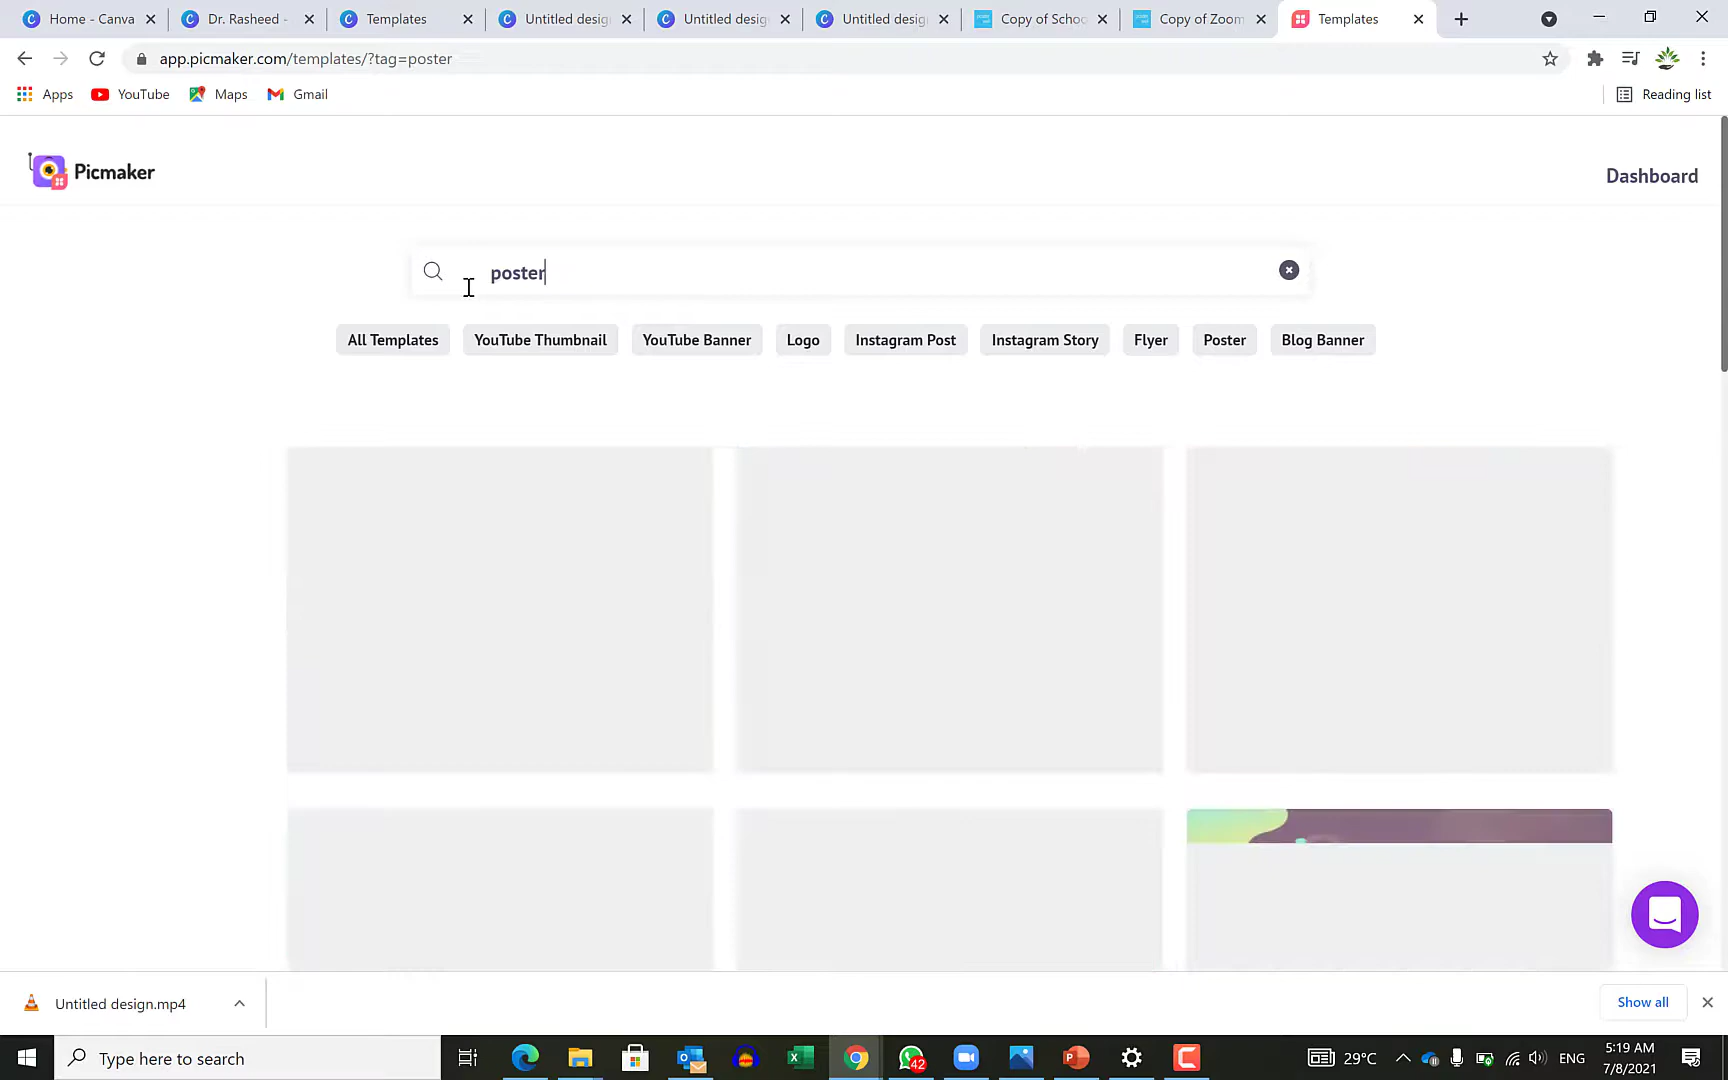 Home - Canva
Dr. Rasheed -
Templates
Untitled desig
Untitled desig
Untitled desig
Copy of Schoo
Copy of Zoom
Templates
app.picmaker.com/templates/?tag=poster
Apps
YouTube
Maps
Gmail
Reading list
Picmaker
Dashboard
poster
All Templates
YouTube Thumbnail
YouTube Banner
Logo
Instagram Post
Instagram Story
Flyer
Poster
Blog Banner
Untitled design.mp4
Show all
Type here to search
42
29°C
ENG
5:19 AM
7/8/2021